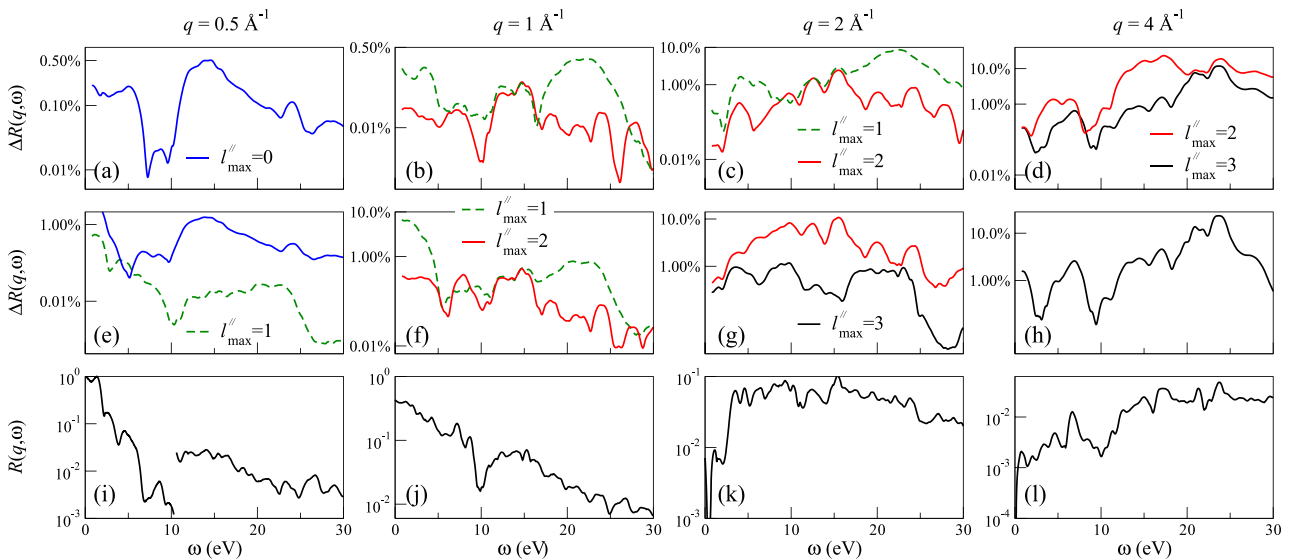 q = 0.5 Å⁻¹
q = 1 Å⁻¹
q = 2 Å⁻¹
q = 4 Å⁻¹
ΔR(q,ω)
0.50%
0.10%
0.01%
(a)
l″max=0
0.50%
0.01%
(b)
10.0%
1.00%
0.01%
(c)
l″max=1
l″max=2
10.0%
1.00%
0.01%
(d)
l″max=2
l″max=3
ΔR(q,ω)
1.00%
0.01%
(e)
l″max=1
10.0%
1.00%
0.01%
(f)
l″max=1
l″max=2
10.0%
1.00%
(g)
l″max=3
10.0%
1.00%
(h)
R(q,ω)
10⁰
10⁻¹
10⁻²
10⁻³
(i)
0 10 20 30
ω (eV)
10⁰
10⁻¹
10⁻²
(j)
0 10 20 30
ω (eV)
10⁻¹
10⁻²
10⁻³
(k)
0 10 20 30
ω (eV)
10⁻²
10⁻³
10⁻⁴
(l)
0 10 20 30
ω (eV)